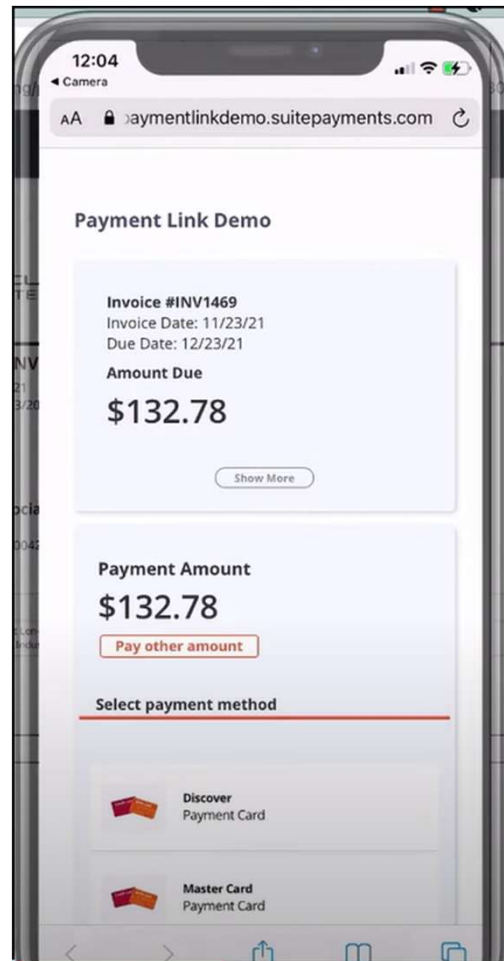 12:04
Camera
AA
aymentlinkdemo.suitepayments.com
Payment Link Demo
Invoice #INV1469
Invoice Date: 11/23/21
Due Date: 12/23/21
Amount Due
$132.78
Show More
Payment Amount
$132.78
Pay other amount
Select payment method
Discover
Payment Card
Master Card
Payment Card